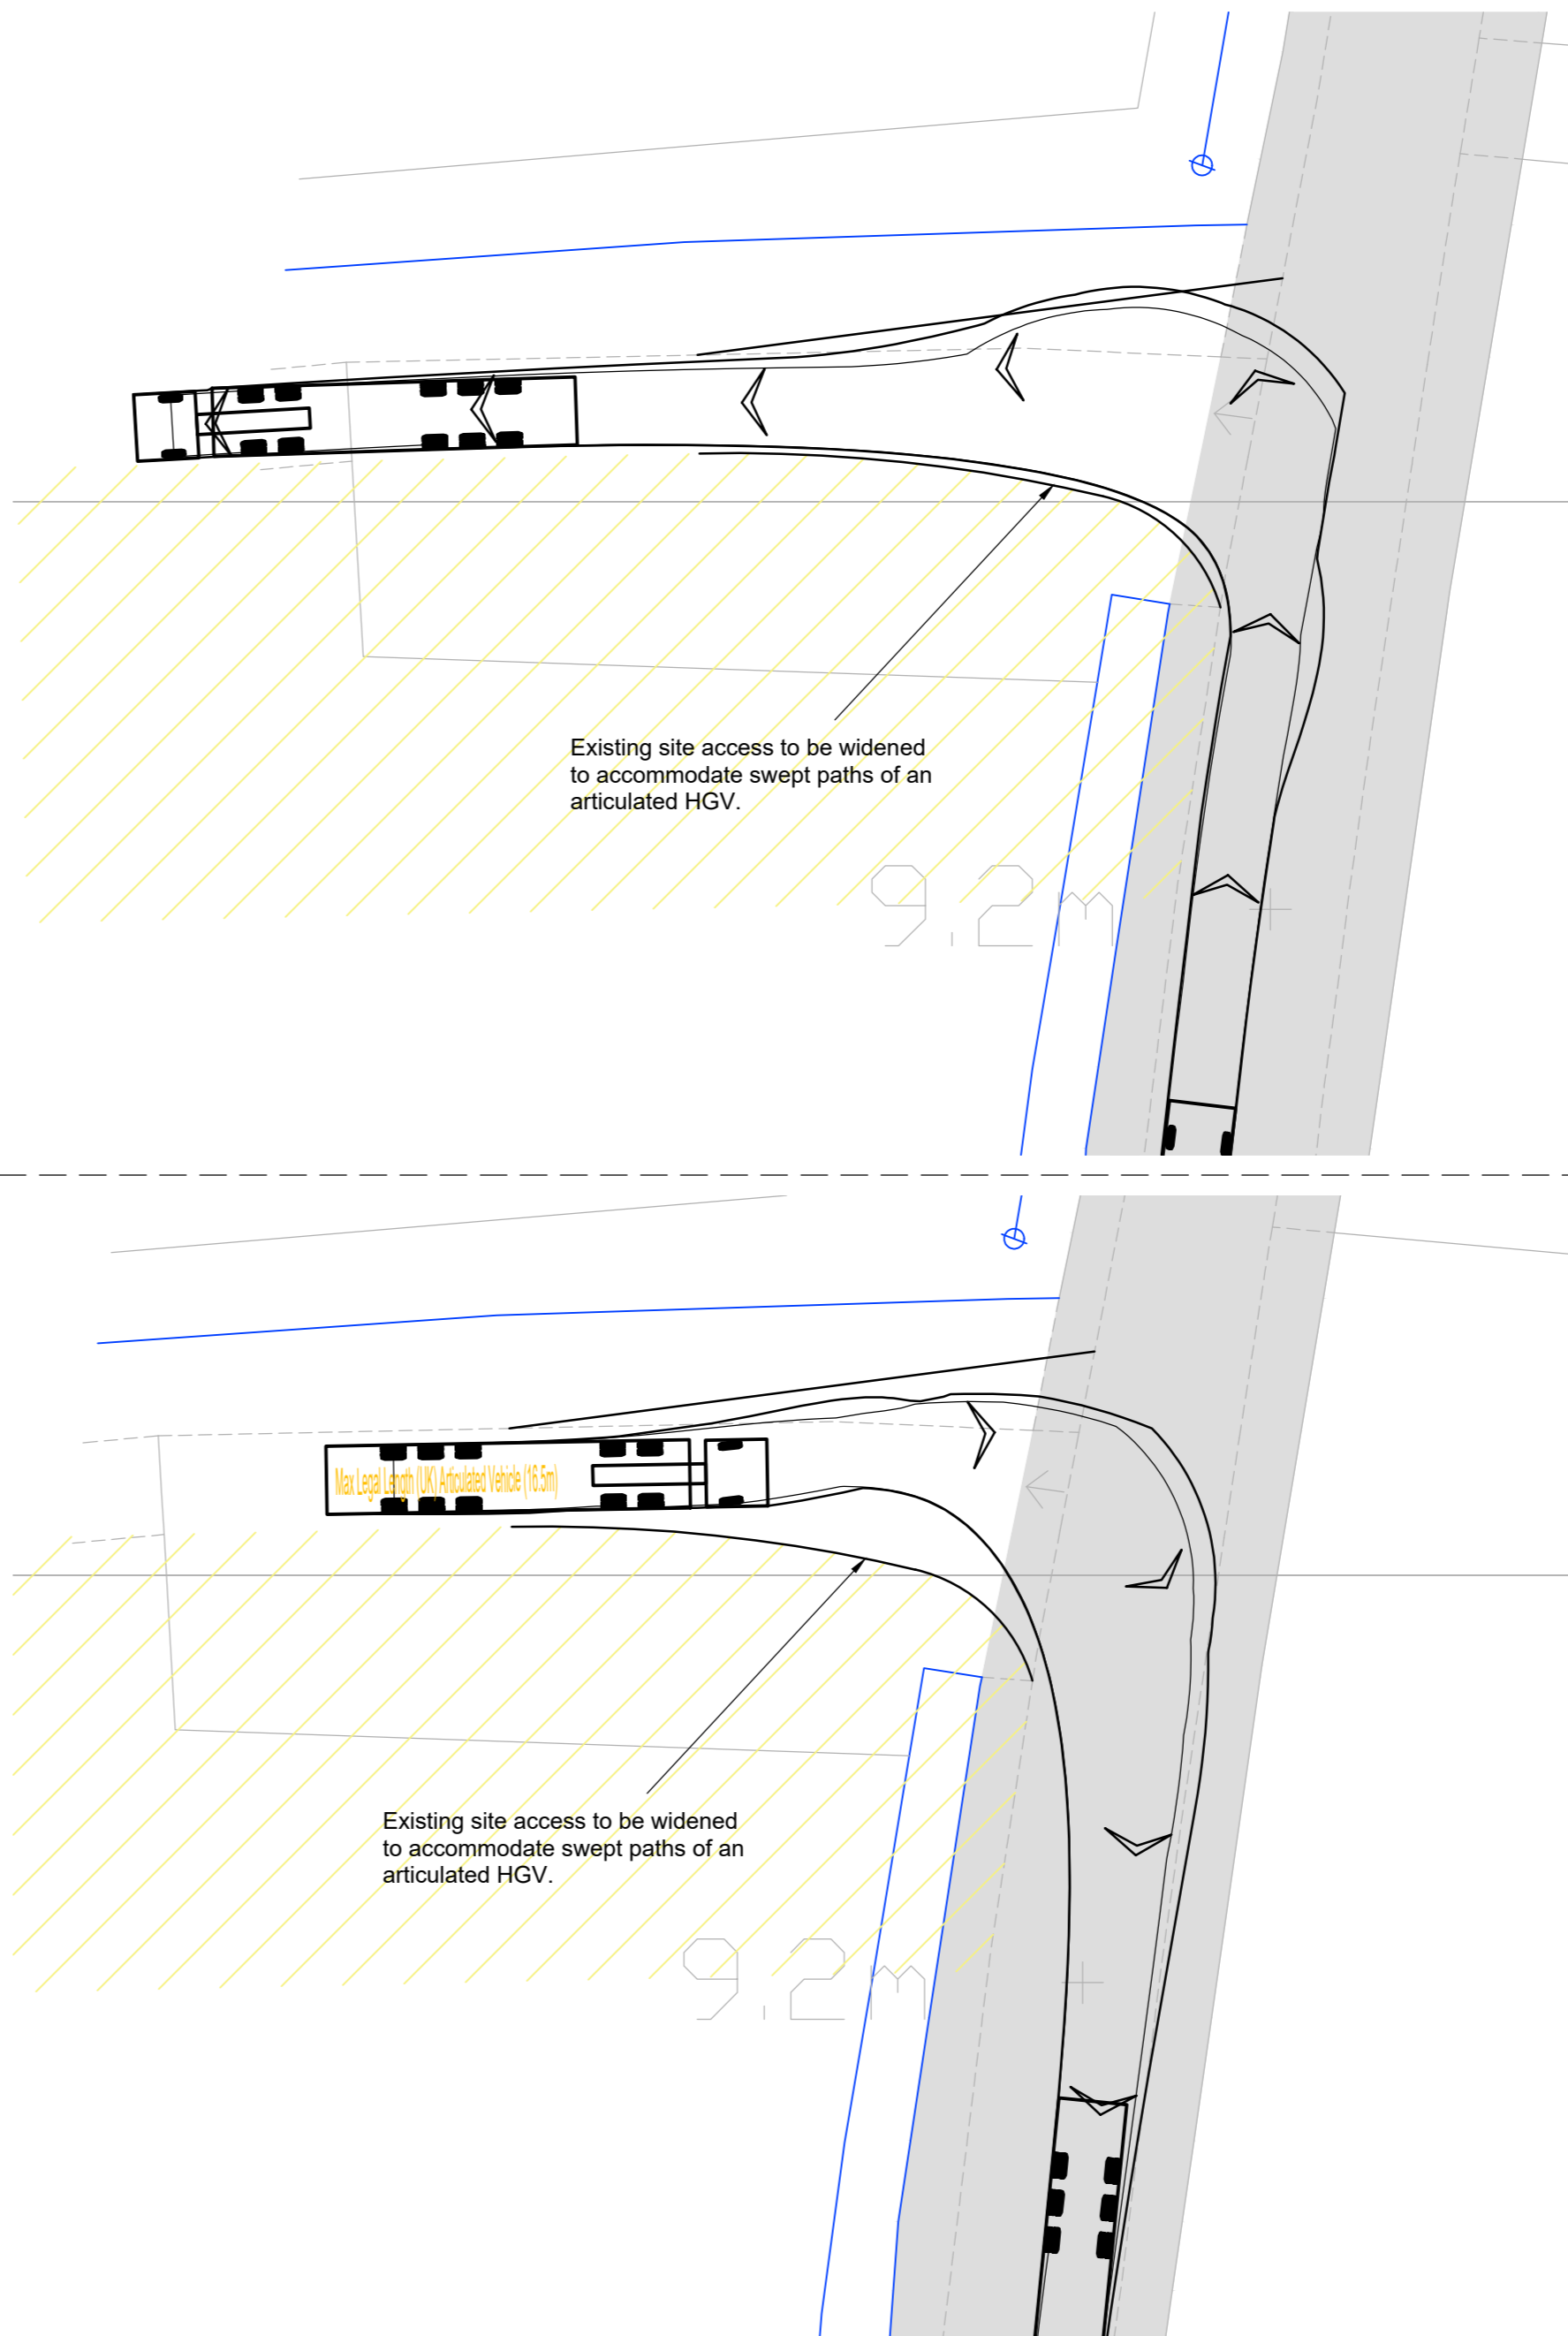 Existing site access to be widened
to accommodate swept paths of an
articulated HGV.
9.2m
Max Legal Length (UK) Articulated Vehicle (16.5m)
Existing site access to be widened
to accommodate swept paths of an
articulated HGV.
9.2m